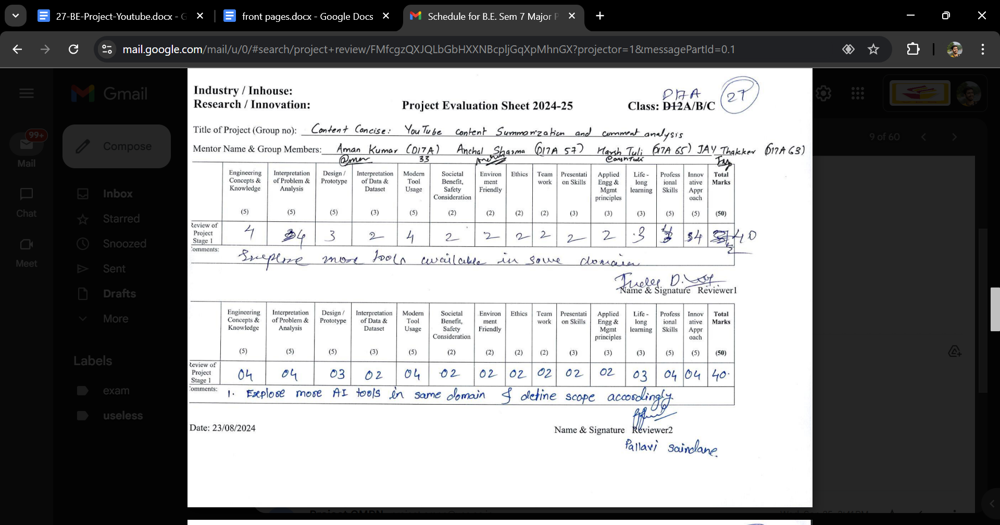 27-BE-Project-Youtube.docx - G
front pages.docx - Google Docs
Schedule for B.E. Sem 7 Major P
mail.google.com/mail/u/0/#search/project+review/FMfcgzQXJQLbGbHXXNBcpljGqXpMhnGX?projector=1&messagePartId=0.1
Gmail
99+
Mail
Chat
Meet
Compose
Inbox
Starred
Snoozed
Sent
Drafts
More
Labels
exam
useless
9 of 60
Industry / Inhouse:
Research / Innovation:
Project Evaluation Sheet 2024-25
D17A
Class: D12A/B/C
27
Title of Project (Group no): Content Concise: YouTube content Summarization and comment analysis
Mentor Name & Group Members: Aman Kumar (D17A) Anchal Sharma (D17A 57) Harsh Tuli (D17A 65) JAY Thakker (D17A 63)
33
Engineering Concepts & Knowledge (5) Interpretation of Problem & Analysis (5) Design / Prototype (5) Interpretation of Data & Dataset (3) Modern Tool Usage (5) Societal Benefit, Safety Consideration (2) Environ ment Friendly (2) Ethics (2) Team work (2) Presentati on Skills (3) Applied Engg & Mgmt principles (3) Life - long learning (3) Profess ional Skills (5) Innov ative Appr oach (5) Total Marks (50)
Review of Project Stage 1 4 4 3 2 4 2 2 2 2 2 2 3 4 4 40
Comments: more tools available in same domain
Name & Signature Reviewer1
Engineering Concepts & Knowledge (5) Interpretation of Problem & Analysis (5) Design / Prototype (5) Interpretation of Data & Dataset (3) Modern Tool Usage (5) Societal Benefit, Safety Consideration (2) Environ ment Friendly (2) Ethics (2) Team work (2) Presentati on Skills (3) Applied Engg & Mgmt principles (3) Life - long learning (3) Profess ional Skills (5) Innov ative Appr oach (5) Total Marks (50)
Review of Project Stage 1 04 04 03 02 04 02 02 02 02 02 02 03 04 04 40
Comments: 1. Explore more AI tools in same domain & define scope accordingly.
Date: 23/08/2024
Name & Signature Reviewer2
Pallavi Saindane.